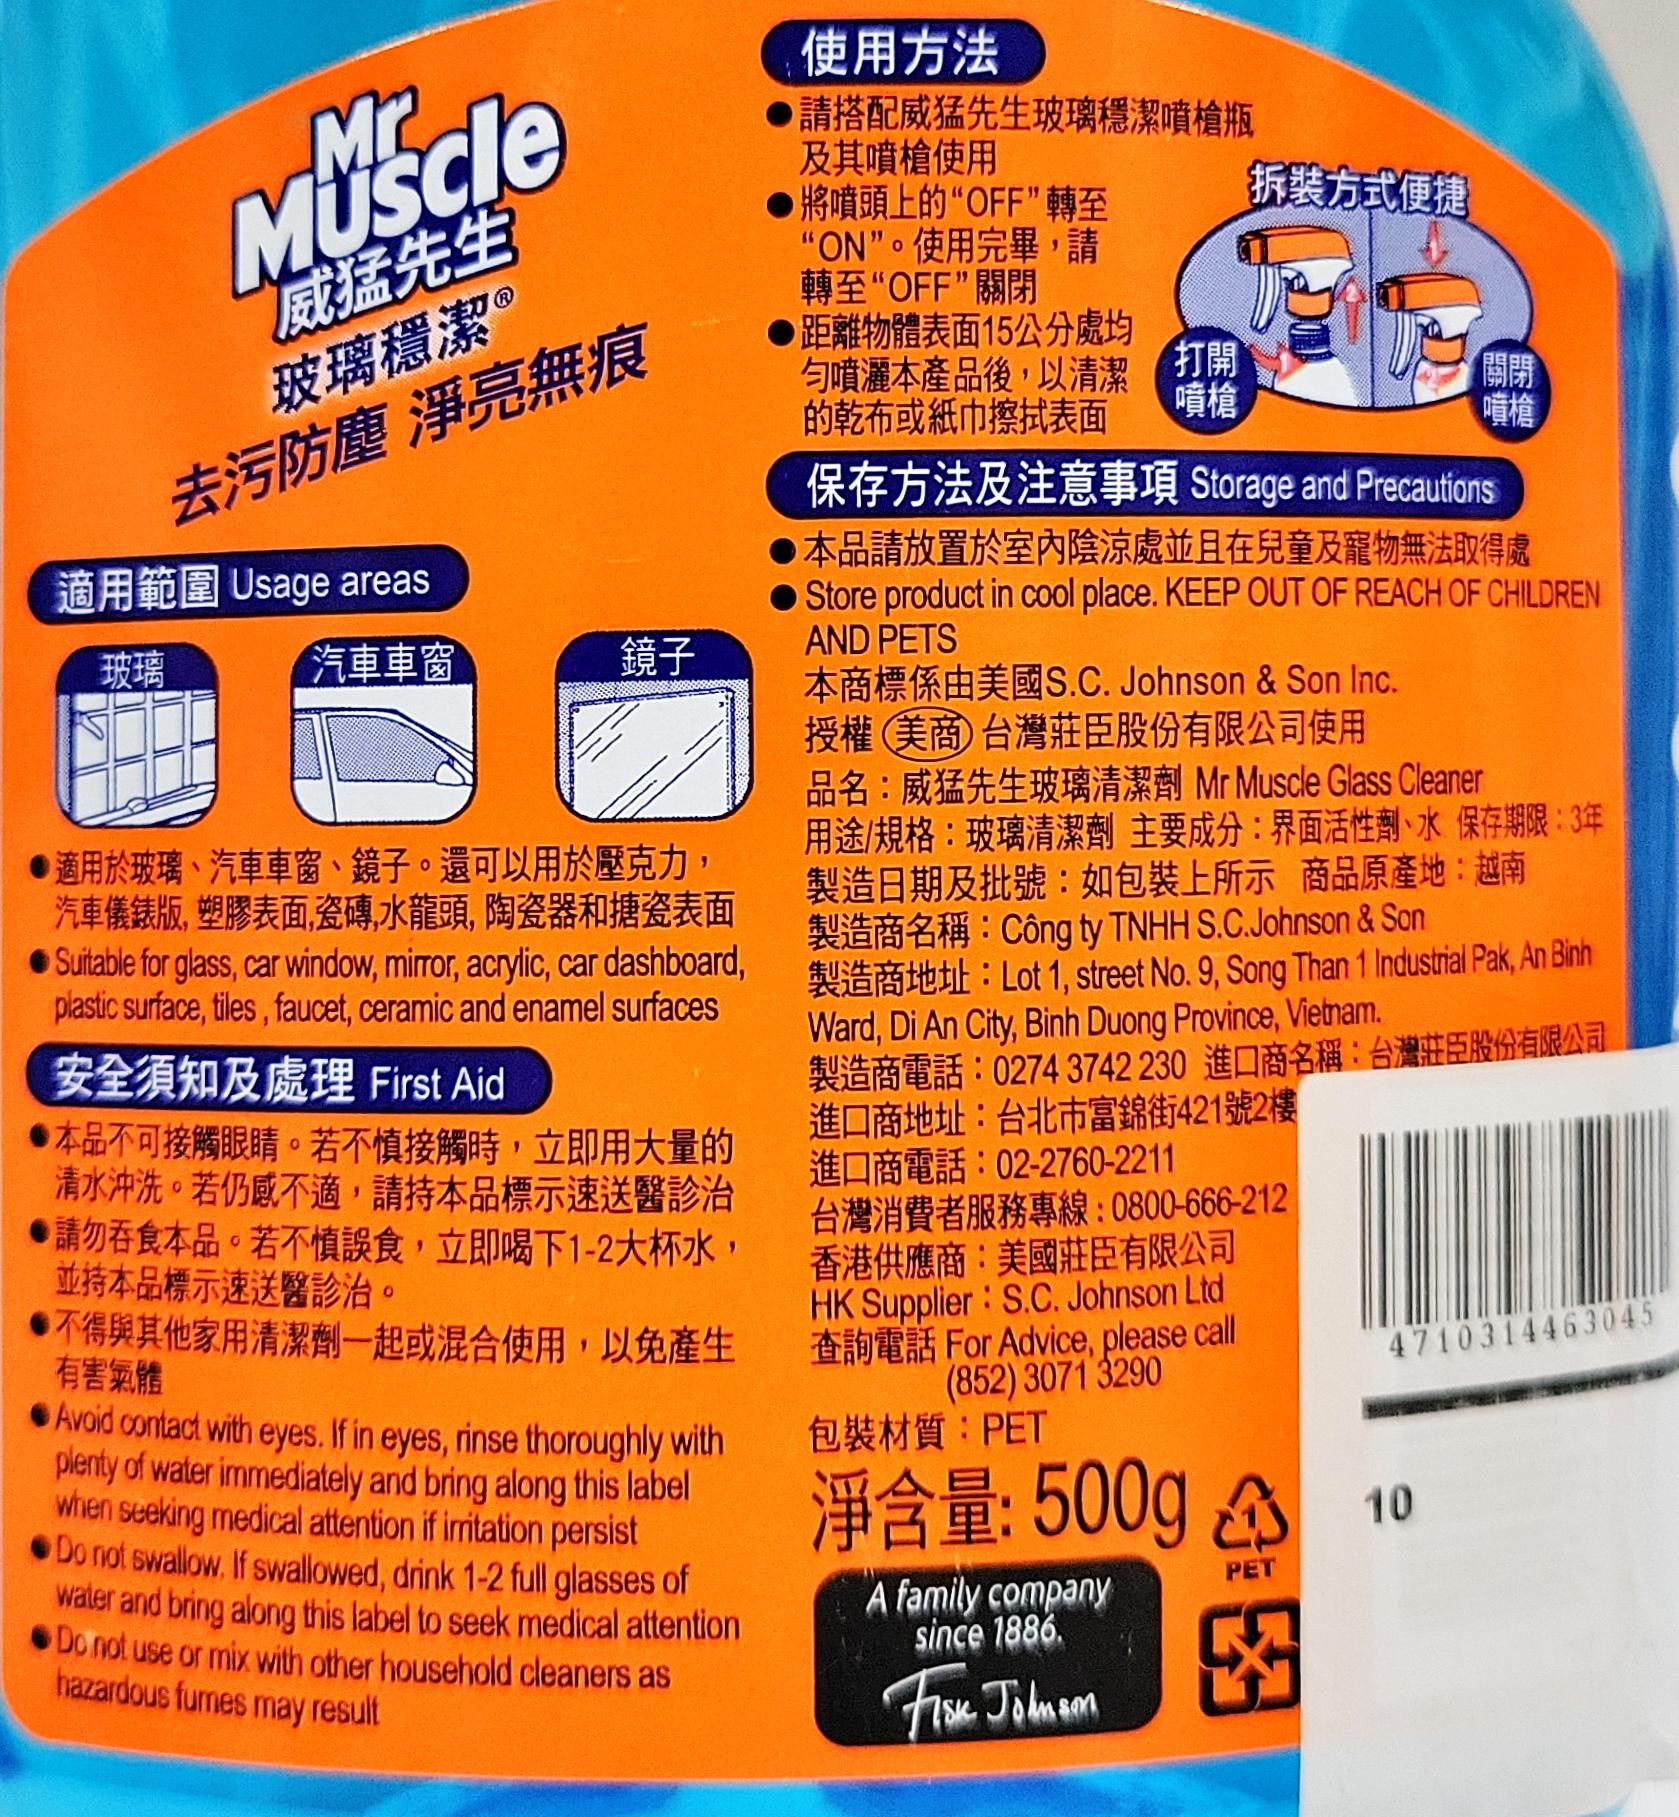 Mr
Muscle
威猛先生
玻璃穩潔®
去污防塵 淨亮無痕
適用範圍 Usage areas
玻璃
汽車車窗
鏡子
●適用於玻璃、汽車車窗、鏡子。還可以用於壓克力，
汽車儀錶版, 塑膠表面,瓷磚,水龍頭, 陶瓷器和搪瓷表面
●Suitable for glass, car window, mirror, acrylic, car dashboard,
plastic surface, tiles , faucet, ceramic and enamel surfaces
安全須知及處理 First Aid
●本品不可接觸眼睛。若不慎接觸時，立即用大量的
清水沖洗。若仍感不適，請持本品標示速送醫診治
●請勿吞食本品。若不慎誤食，立即喝下1-2大杯水，
並持本品標示速送醫診治。
●不得與其他家用清潔劑一起或混合使用，以免產生
有害氣體
●Avoid contact with eyes. If in eyes, rinse thoroughly with
plenty of water immediately and bring along this label
when seeking medical attention if irritation persist
●Do not swallow. If swallowed, drink 1-2 full glasses of
water and bring along this label to seek medical attention
●Do not use or mix with other household cleaners as
hazardous fumes may result
使用方法
●請搭配威猛先生玻璃穩潔噴槍瓶
及其噴槍使用
●將噴頭上的“OFF” 轉至
“ON”。使用完畢，請
轉至“OFF” 關閉
●距離物體表面15公分處均
勻噴灑本產品後，以清潔
的乾布或紙巾擦拭表面
拆裝方式便捷
打開
噴槍
關閉
噴槍
保存方法及注意事項 Storage and Precautions
●本品請放置於室內陰涼處並且在兒童及寵物無法取得處
●Store product in cool place. KEEP OUT OF REACH OF CHILDREN
AND PETS
本商標係由美國S.C. Johnson & Son Inc.
授權 美商 台灣莊臣股份有限公司使用
品名：威猛先生玻璃清潔劑 Mr Muscle Glass Cleaner
用途/規格：玻璃清潔劑 主要成分：界面活性劑、水 保存期限：3年
製造日期及批號：如包裝上所示 商品原產地：越南
製造商名稱：Công ty TNHH S.C.Johnson & Son
製造商地址：Lot 1, street No. 9, Song Than 1 Industrial Pak, An Binh
Ward, Di An City, Binh Duong Province, Vietnam.
製造商電話：0274 3742 230 進口商名稱：台灣莊臣股份有限公司
進口商地址：台北市富錦街421號2樓
進口商電話：02-2760-2211
台灣消費者服務專線：0800-666-212
香港供應商：美國莊臣有限公司
HK Supplier：S.C. Johnson Ltd
查詢電話 For Advice, please call
(852) 3071 3290
包裝材質：PET
淨含量: 500g
1
PET
A family company
since 1886.
Fisk Johnson
4710314463045
10